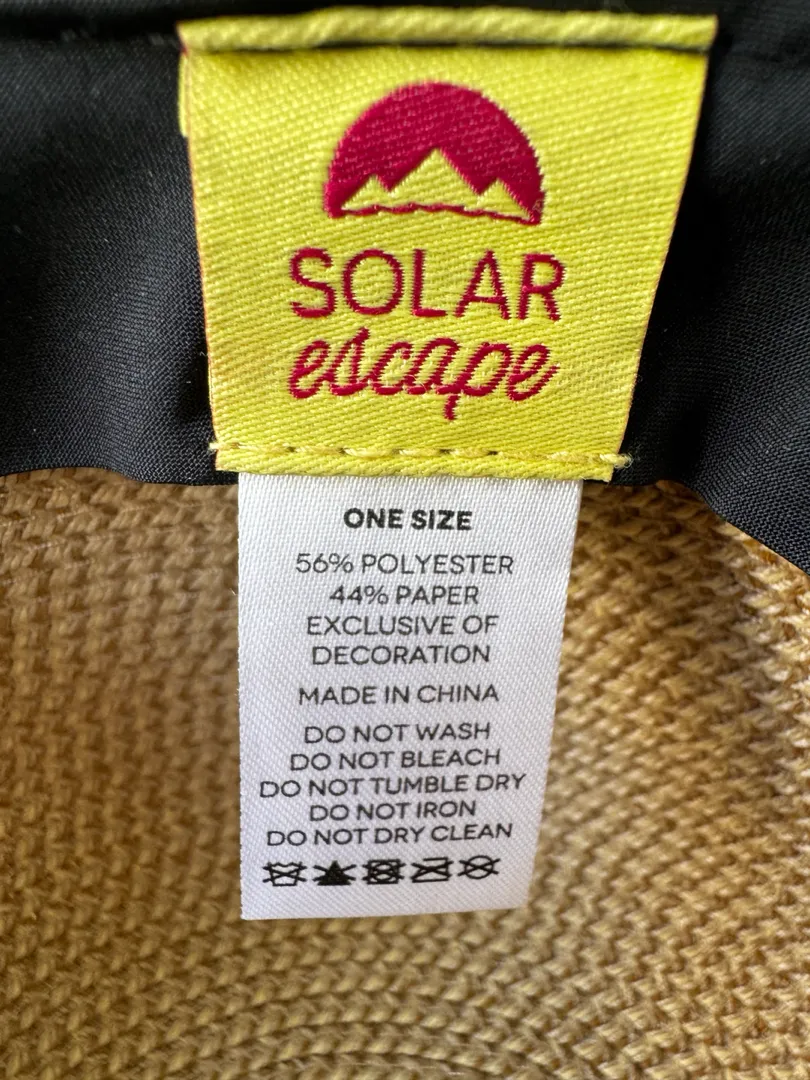 SOLAR
escape
ONE SIZE
56% POLYESTER
44% PAPER
EXCLUSIVE OF
DECORATION
MADE IN CHINA
DO NOT WASH
DO NOT BLEACH
DO NOT TUMBLE DRY
DO NOT IRON
DO NOT DRY CLEAN